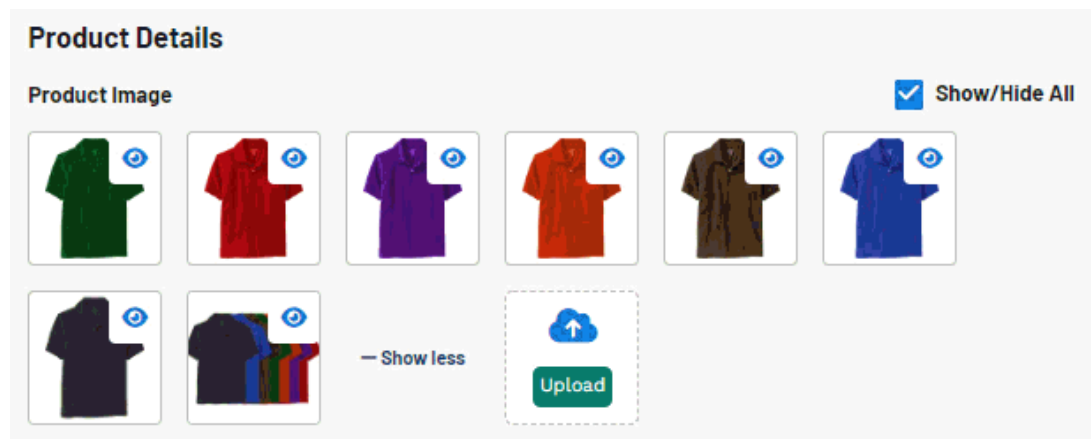 Product Details
Product Image
Show/Hide All
— Show less
Upload